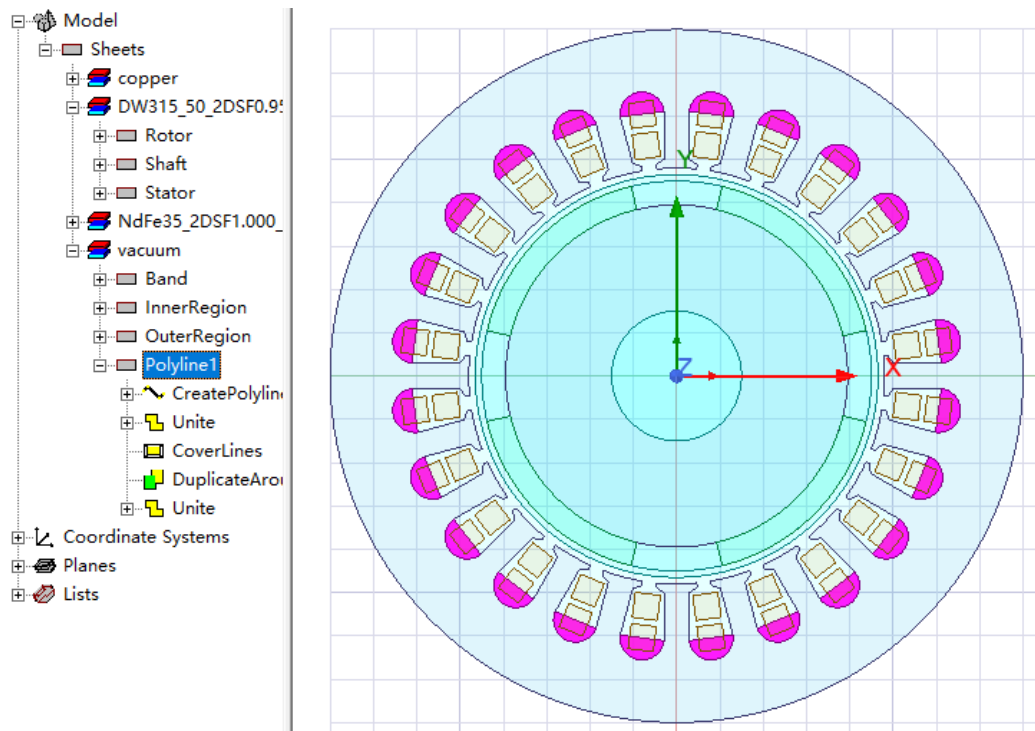 Model
Sheets
copper
DW315_50_2DSF0.95
Rotor
Shaft
Stator
NdFe35_2DSF1.000_
vacuum
Band
InnerRegion
OuterRegion
Polyline1
CreatePolyline
Unite
CoverLines
DuplicateArou
Unite
Coordinate Systems
Planes
Lists
Y
Z
X